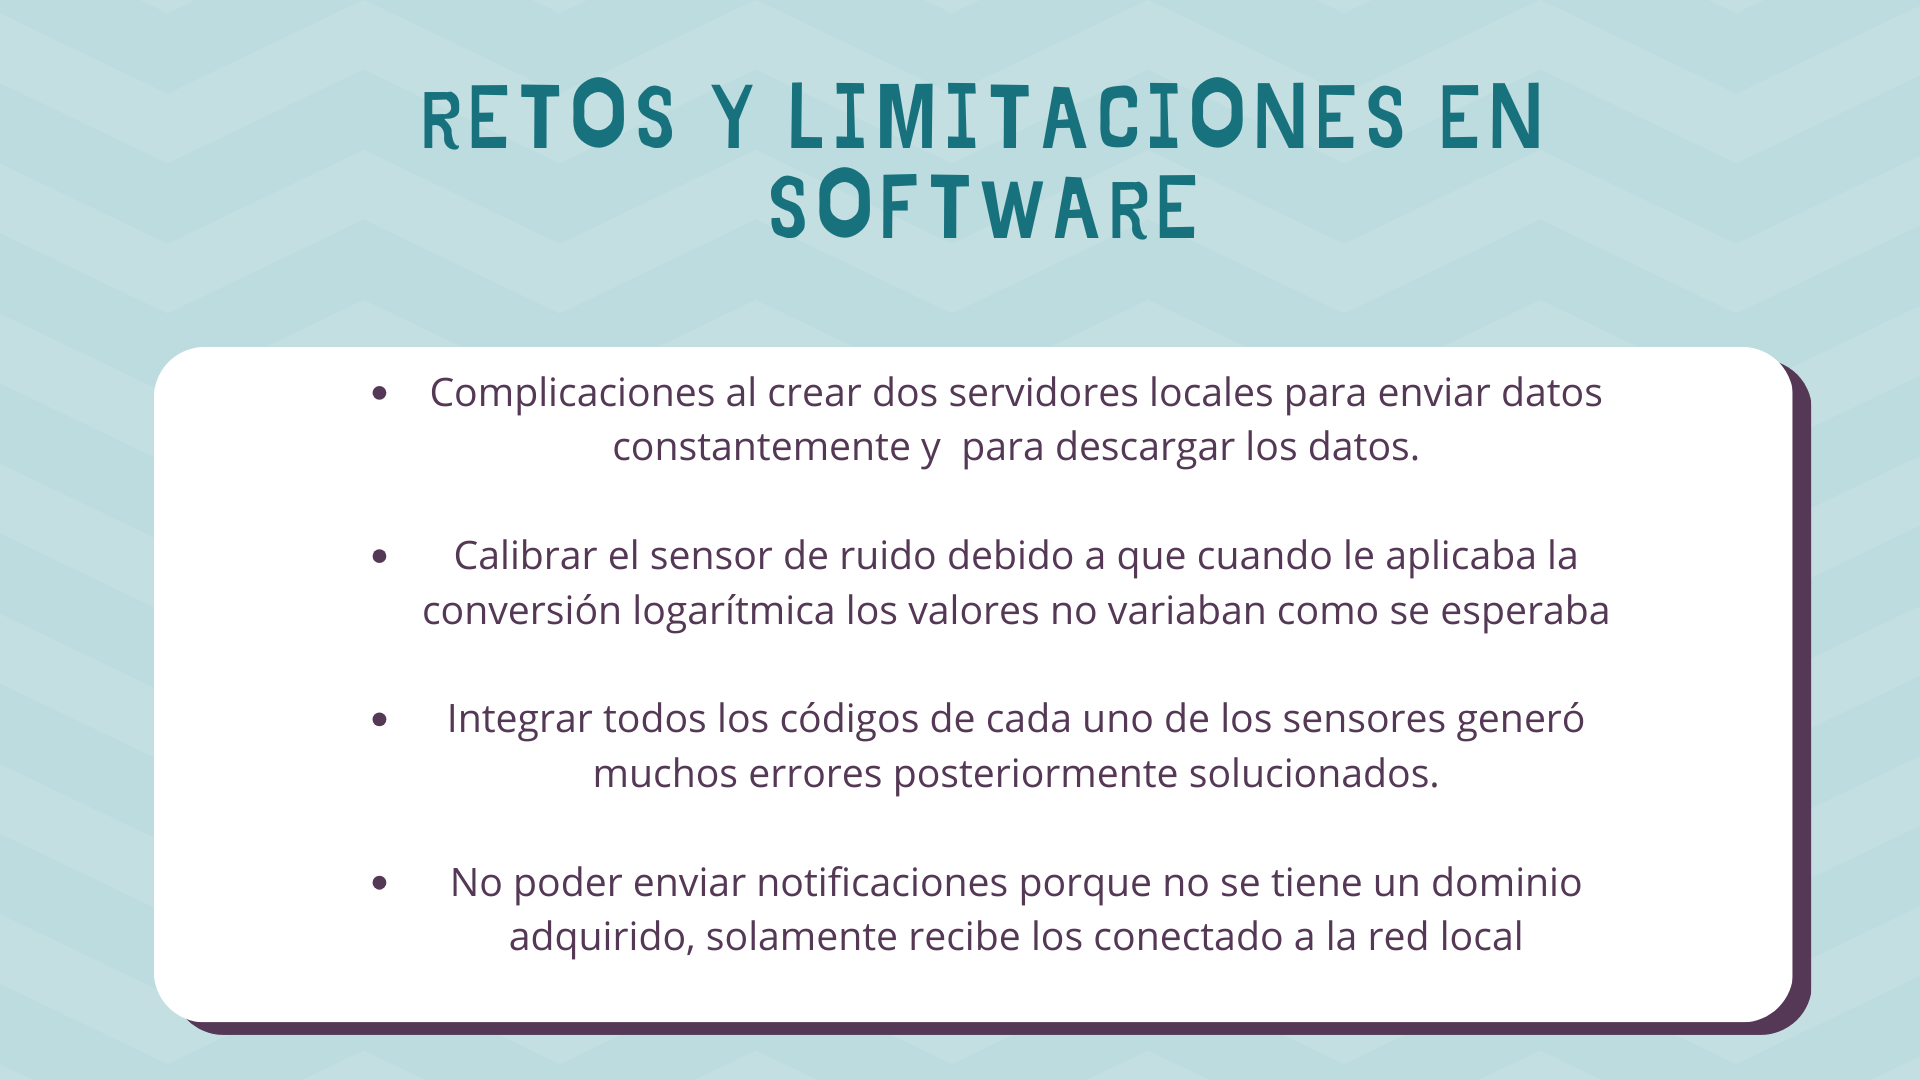 RETOS Y LIMITACIONES EN
SOFTWARE
• Complicaciones al crear dos servidores locales para enviar datos
constantemente y  para descargar los datos.
• Calibrar el sensor de ruido debido a que cuando le aplicaba la
conversión logarítmica los valores no variaban como se esperaba
• Integrar todos los códigos de cada uno de los sensores generó
muchos errores posteriormente solucionados.
• No poder enviar notificaciones porque no se tiene un dominio
adquirido, solamente recibe los conectado a la red local